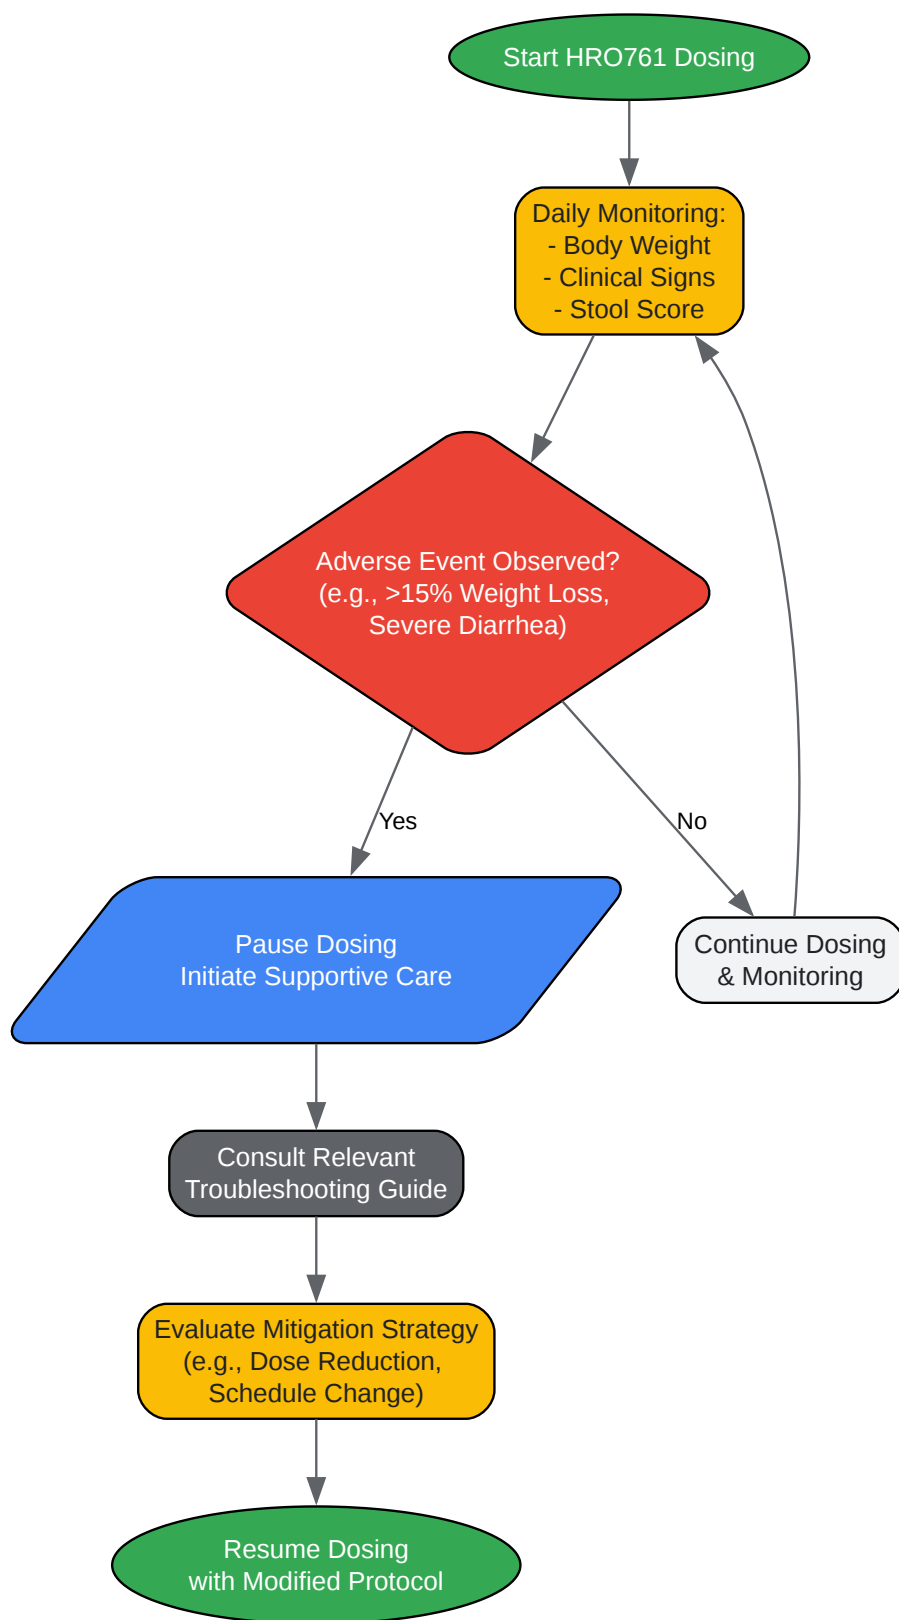 Start HRO761 Dosing
Daily Monitoring:
- Body Weight
- Clinical Signs
- Stool Score
Adverse Event Observed?
(e.g., >15% Weight Loss,
Severe Diarrhea)
Yes
No
Pause Dosing
Initiate Supportive Care
Continue Dosing
& Monitoring
Consult Relevant
Troubleshooting Guide
Evaluate Mitigation Strategy
(e.g., Dose Reduction,
Schedule Change)
Resume Dosing
with Modified Protocol